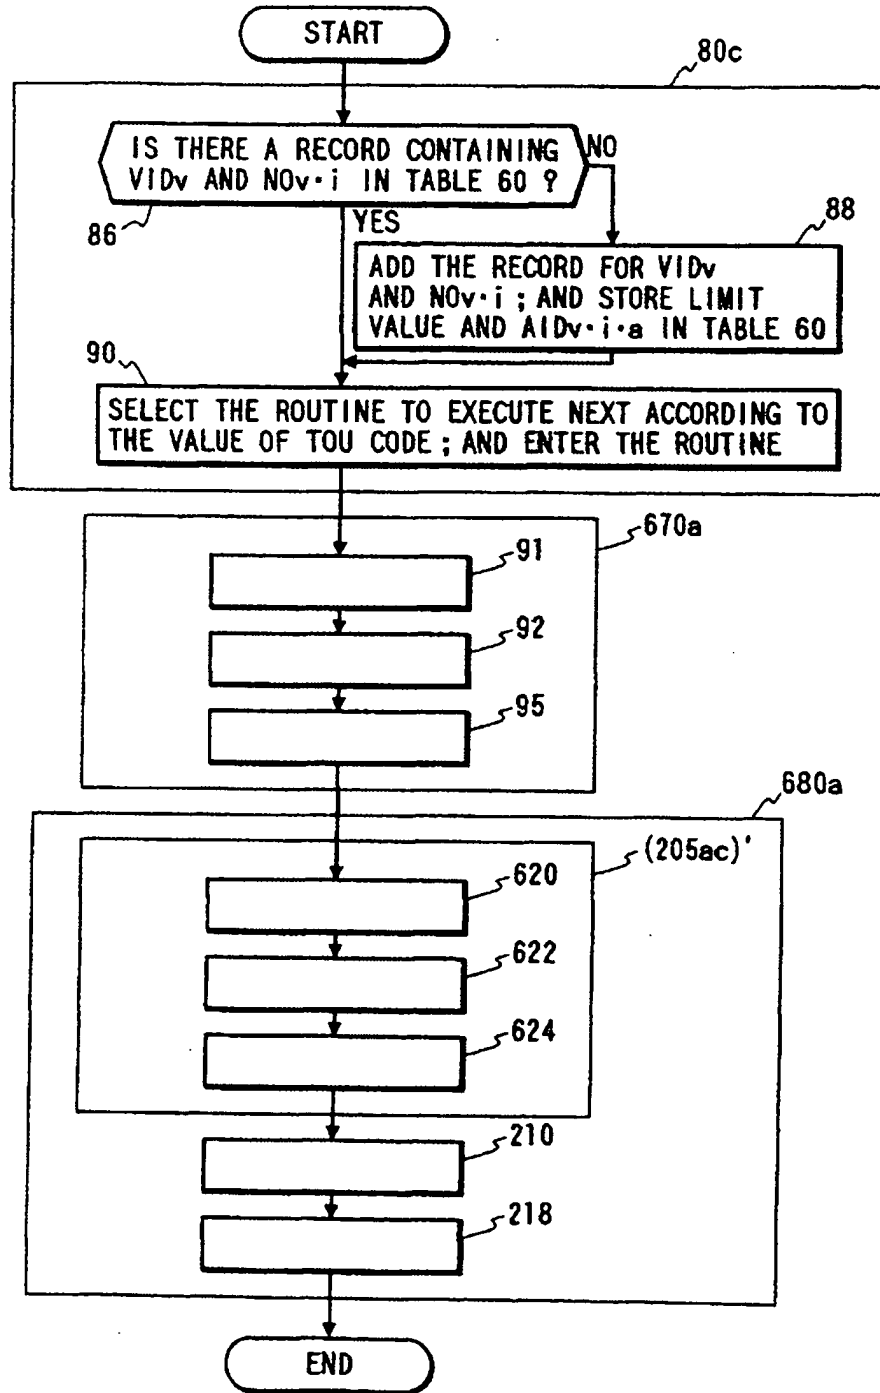 START
80c
IS THERE A RECORD CONTAINING
VIDv AND NOv·i IN TABLE 60 ?
NO
86
YES
88
ADD THE RECORD FOR VIDv
AND NOv·i ; AND STORE LIMIT
VALUE AND AIDv·i·a IN TABLE 60
90
SELECT THE ROUTINE TO EXECUTE NEXT ACCORDING TO
THE VALUE OF TOU CODE ; AND ENTER THE ROUTINE
670a
91
92
95
680a
(205ac)'
620
622
624
210
218
END